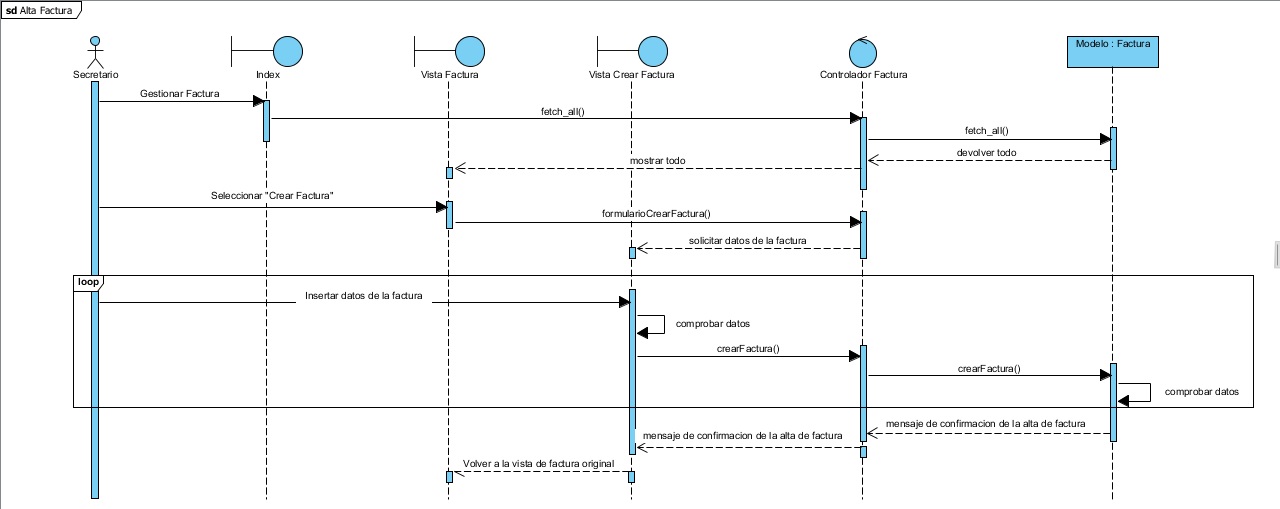 sd Alta Factura
Secretario
Index
Vista Factura
Vista Crear Factura
Controlador Factura
Modelo : Factura
Gestionar Factura
fetch_all()
fetch_all()
devolver todo
mostrar todo
Seleccionar "Crear Factura"
formularioCrearFactura()
solicitar datos de la factura
loop
Insertar datos de la factura
comprobar datos
crearFactura()
crearFactura()
comprobar datos
mensaje de confirmacion de la alta de factura
mensaje de confirmacion de la alta de factura
Volver a la vista de factura original